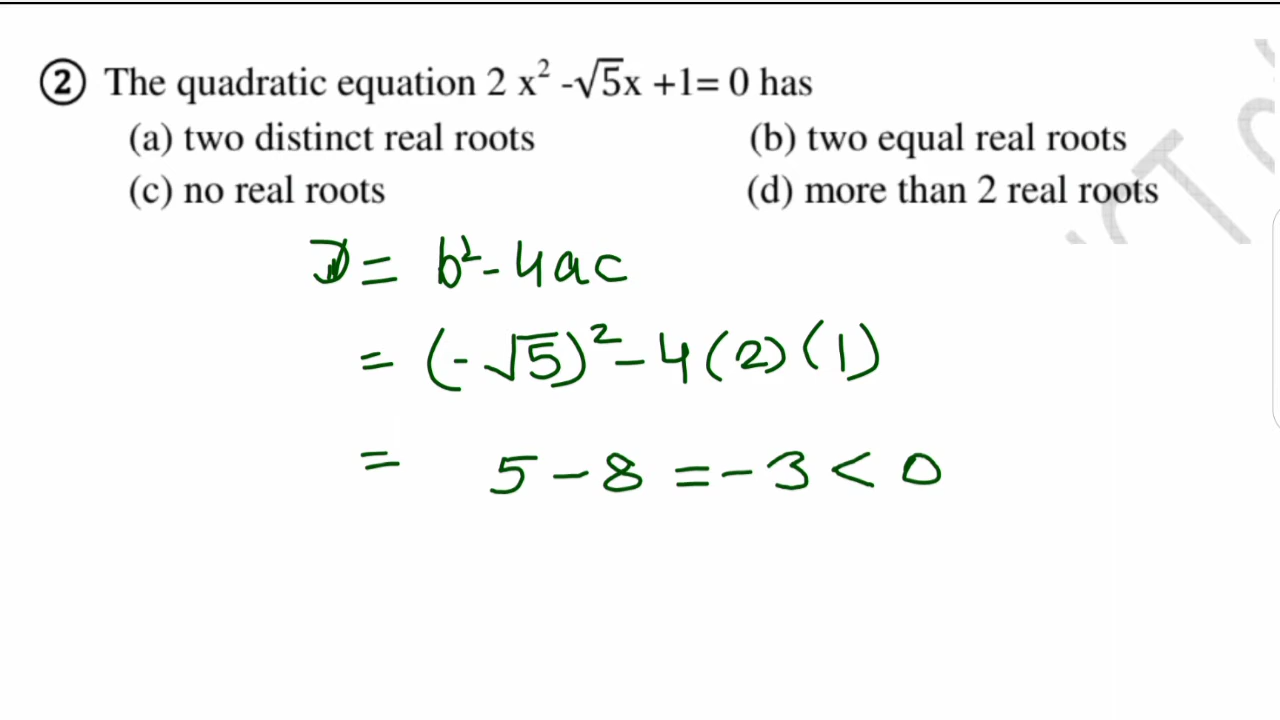 ② The quadratic equation 2 x² -√5x +1= 0 has
(a) two distinct real roots (b) two equal real roots
(c) no real roots (d) more than 2 real roots
D = b² - 4ac
= (-√5)² - 4(2)(1)
= 5 - 8 = -3 < 0